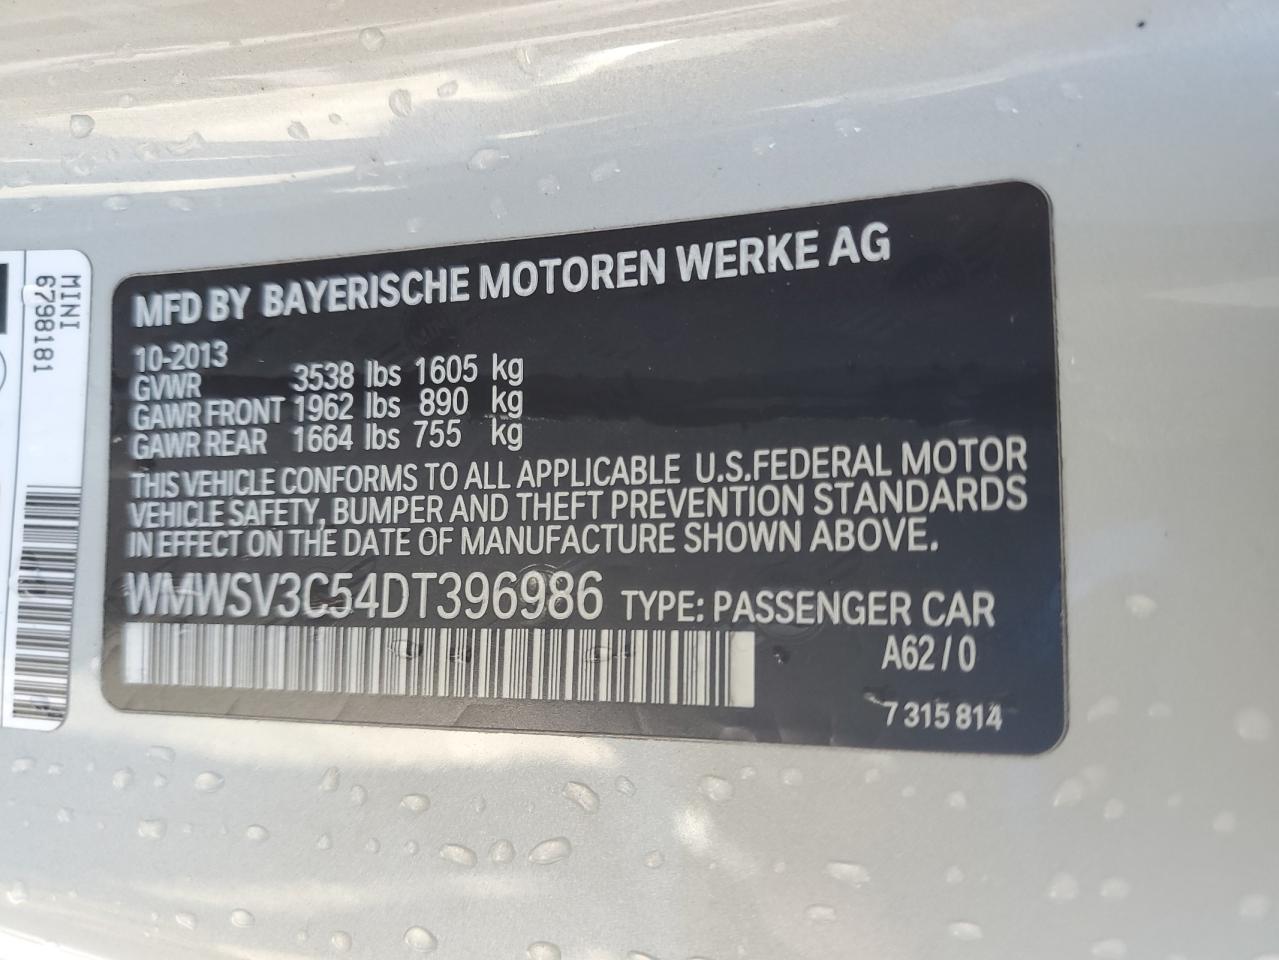 MINI
6798181
MFD BY BAYERISCHE MOTOREN WERKE AG
10-2013
GVWR 3538 lbs 1605 kg
GAWR FRONT 1962 lbs 890 kg
GAWR REAR 1664 lbs 755 kg
THIS VEHICLE CONFORMS TO ALL APPLICABLE U.S.FEDERAL MOTOR
VEHICLE SAFETY, BUMPER AND THEFT PREVENTION STANDARDS
IN EFFECT ON THE DATE OF MANUFACTURE SHOWN ABOVE.
WMWSV3C54DT396986 TYPE: PASSENGER CAR
A62/0
7 315 814